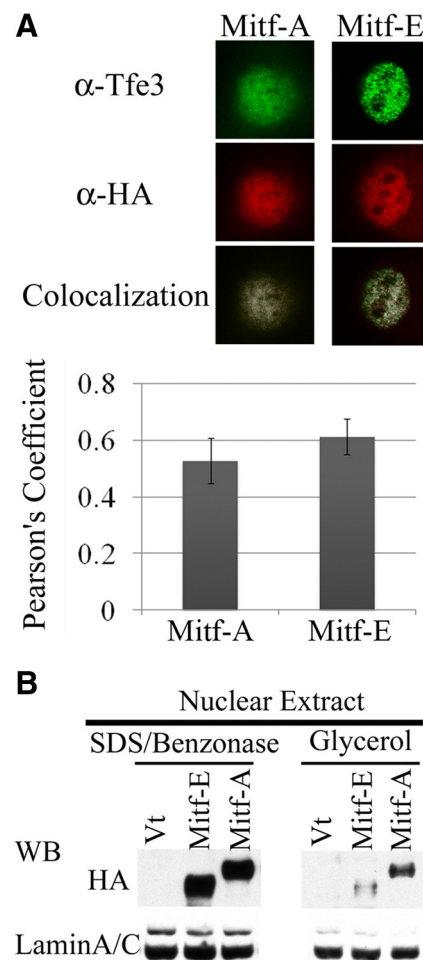 A
Mitf-A Mitf-E
α-Tfe3
α-HA
Colocalization
Pearson's Coefficient
0.8
0.6
0.4
0.2
0
Mitf-A Mitf-E
B
Nuclear Extract
SDS/Benzonase Glycerol
Vt Mitf-E Mitf-A Vt Mitf-E Mitf-A
WB
HA
LaminA/C